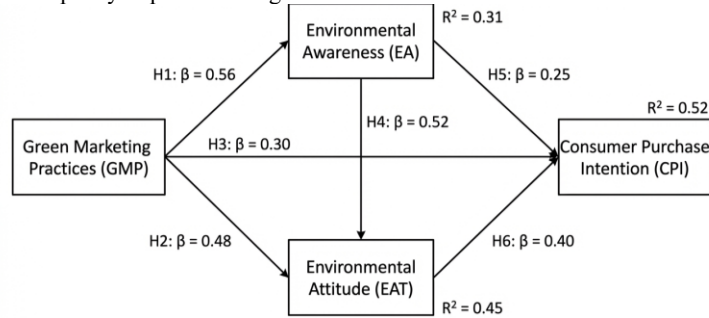 Environmental
Awareness (EA)
R² = 0.31
H1: β = 0.56
H5: β = 0.25
R² = 0.52
H4: β = 0.52
Green Marketing
Practices (GMP)
H3: β = 0.30
Consumer Purchase
Intention (CPI)
H2: β = 0.48
H6: β = 0.40
Environmental
Attitude (EAT)
R² = 0.45